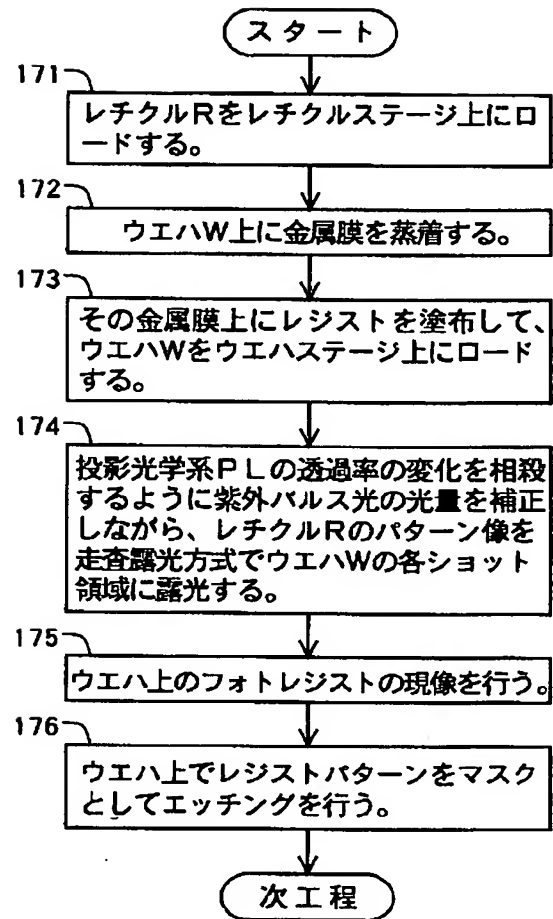 スタート
171
レチクルRをレチクルステージ上にロ
ードする。
172
ウエハW上に金属膜を蒸着する。
173
その金属膜上にレジストを塗布して、
ウエハWをウエハステージ上にロード
する。
174
投影光学系PLの透過率の変化を相殺
するように紫外パルス光の光量を補正
しながら、レチクルRのパターン像を
走査露光方式でウエハWの各ショット
領域に露光する。
175
ウエハ上のフォトレジストの現像を行う。
176
ウエハ上でレジストパターンをマスク
としてエッチングを行う。
次工程